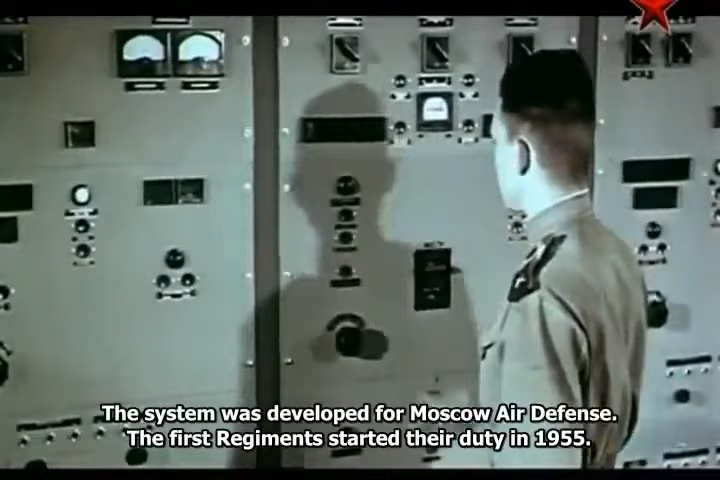 The system was developed for Moscow Air Defense.
The first Regiments started their duty in 1955.